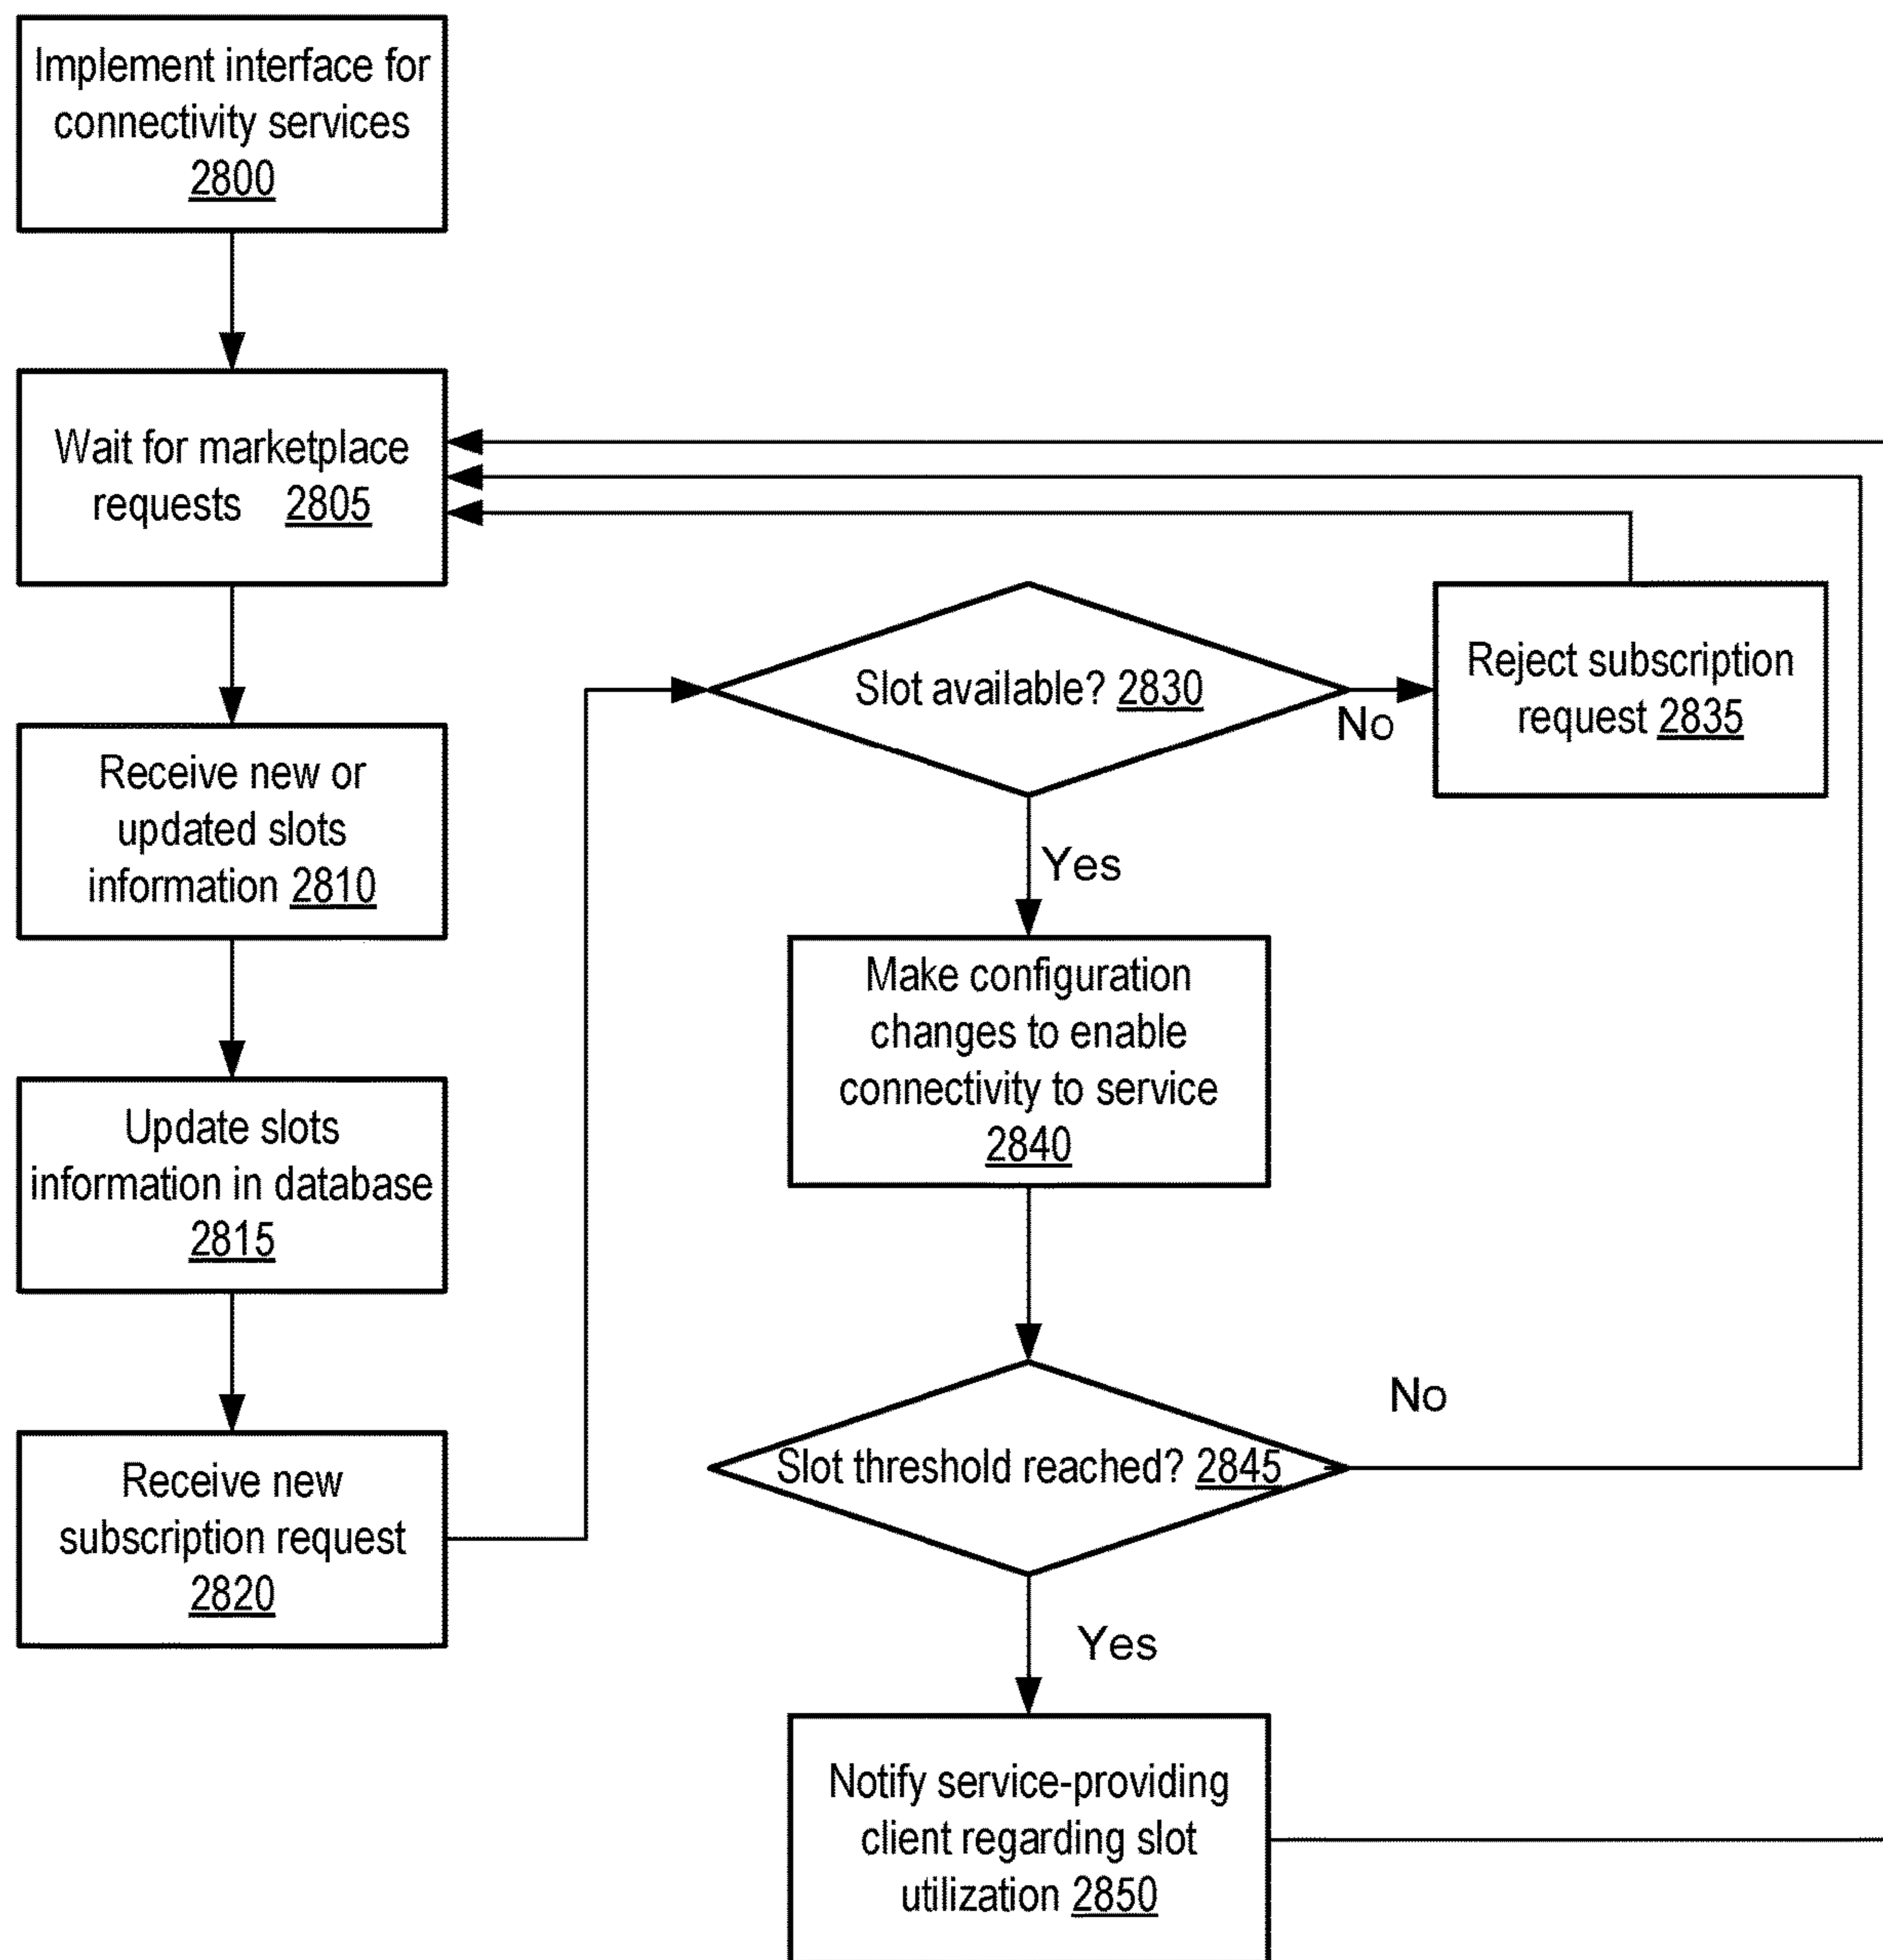 Implement interface for
connectivity services
2800
Wait for marketplace
requests 2805
Receive new or
updated slots
information 2810
Update slots
information in database
2815
Receive new
subscription request
2820
Slot available? 2830
No
Reject subscription
request 2835
Yes
Make configuration
changes to enable
connectivity to service
2840
Slot threshold reached? 2845
No
Yes
Notify service-providing
client regarding slot
utilization 2850